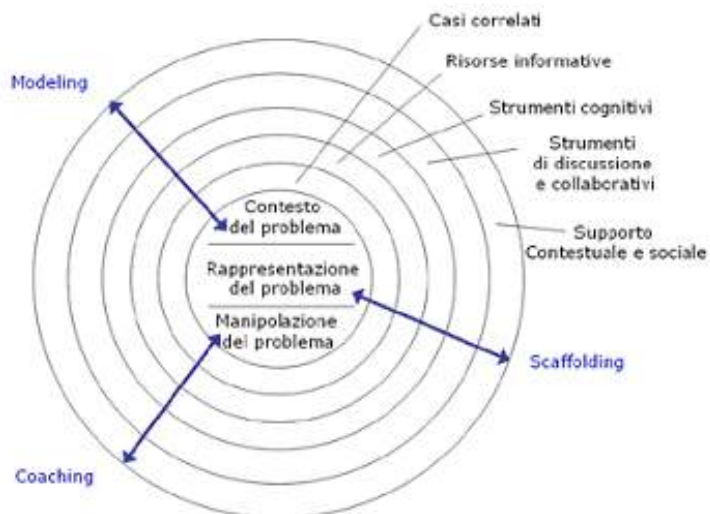 Casi correlati
Risorse informative
Modeling
Strumenti cognitivi
Strumenti
di discussione
e collaborativi
Contesto
del problema
Supporto
Contestuale e sociale
Rappresentazione
del problema
Manipolazione
del problema
Scaffolding
Coaching